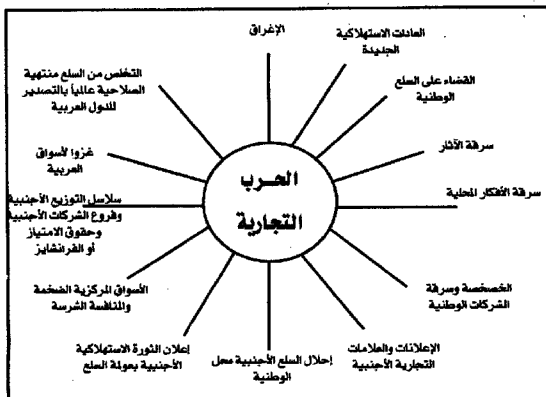 الإغراق
العادات الاستهلاكية
الجديدة
القضاء على السلع
الوطنية
سرقة الآثار
سرقة الأفكار المحلية
الخصخصة وسرقة
الشركات الوطنية
الإعلانات والعلامات
التجارية الأجنبية
إحلال السلع الأجنبية محل
الوطنية
إعلان الثورة الاستهلاكية
الأجنبية بعولمة السلع
الأسواق المركزية الضخمة
والمنافسة الشرسة
سلاسل التوزيع الأجنبية
وفروع الشركات الأجنبية
وحقوق الامتياز
أو الفرانشايز
غزوا لأسواق
العربية
التخلص من السلع منتهية
الصلاحية عالمياً بالتصدير
للدول العربية
الحرب
التجارية